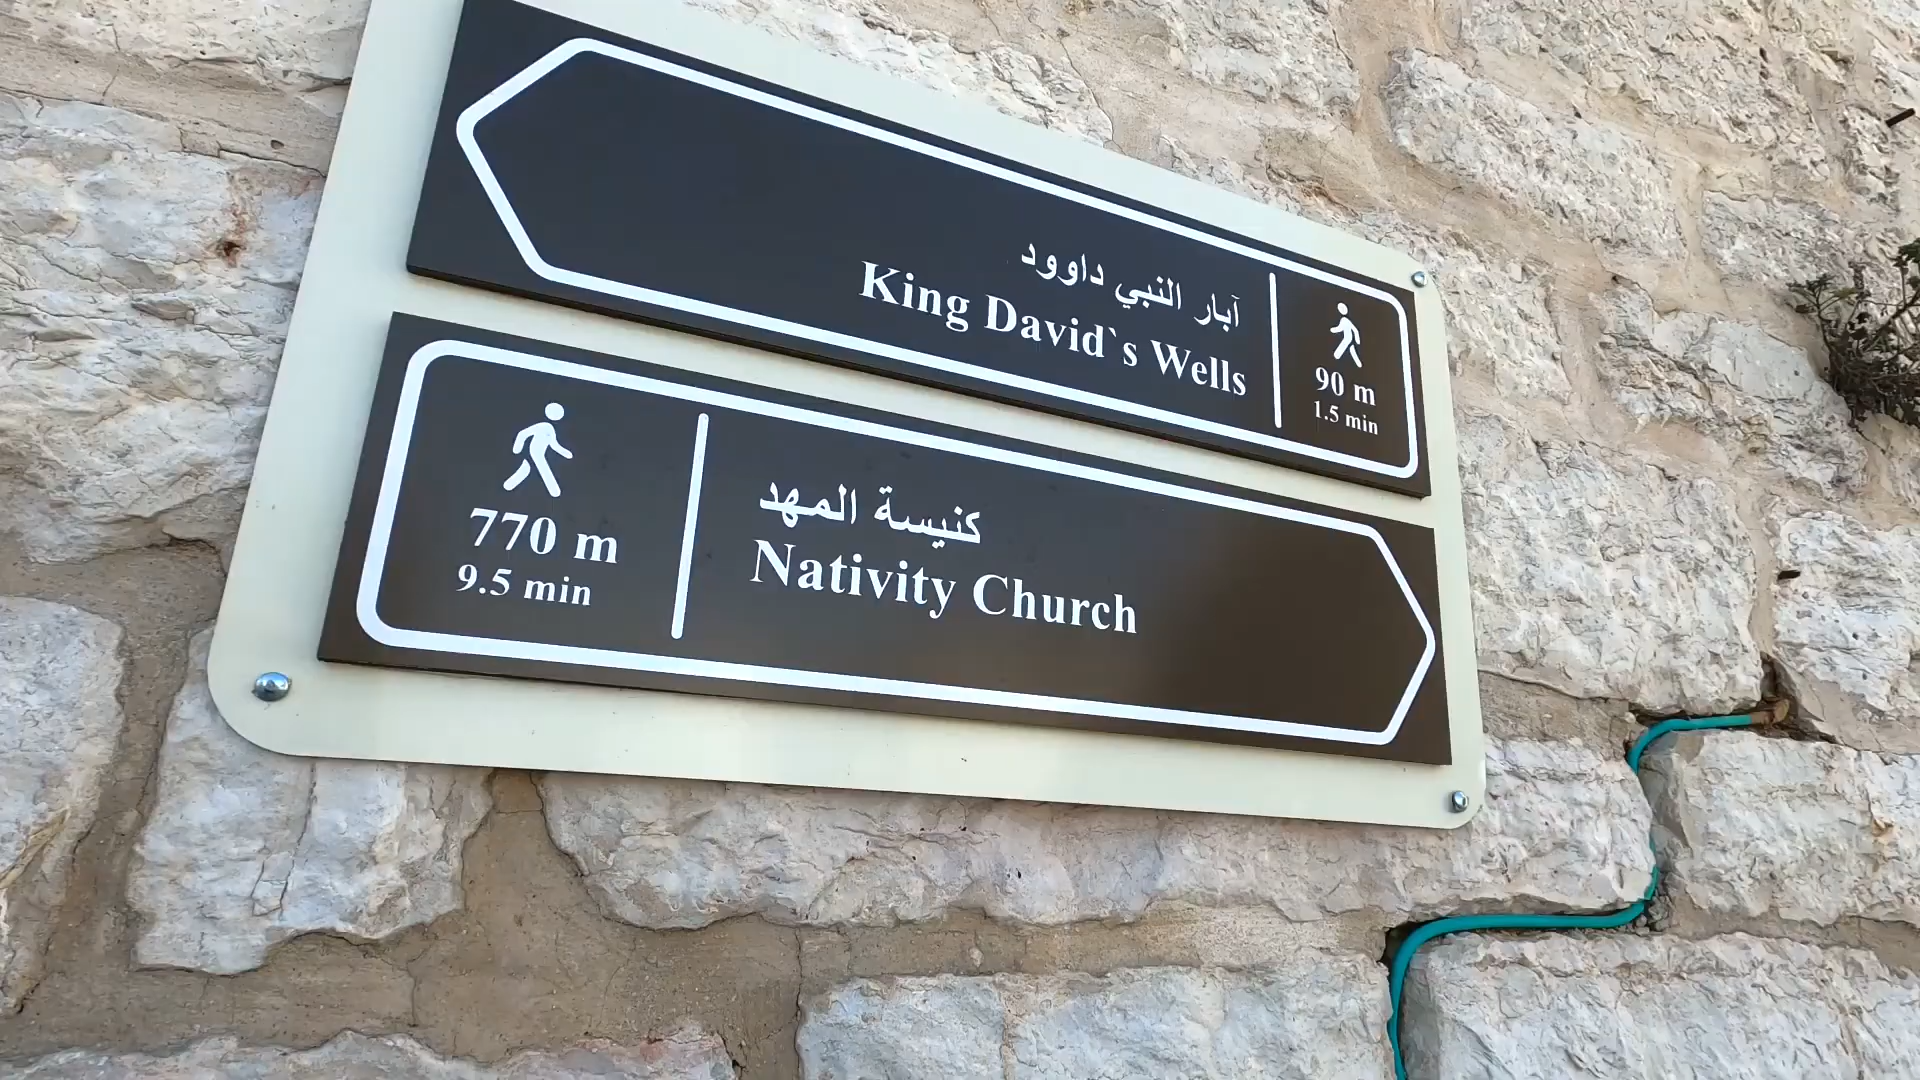 آبار النبي داوود
King David`s Wells
90 m
1.5 min
770 m
9.5 min
كنيسة المهد
Nativity Church